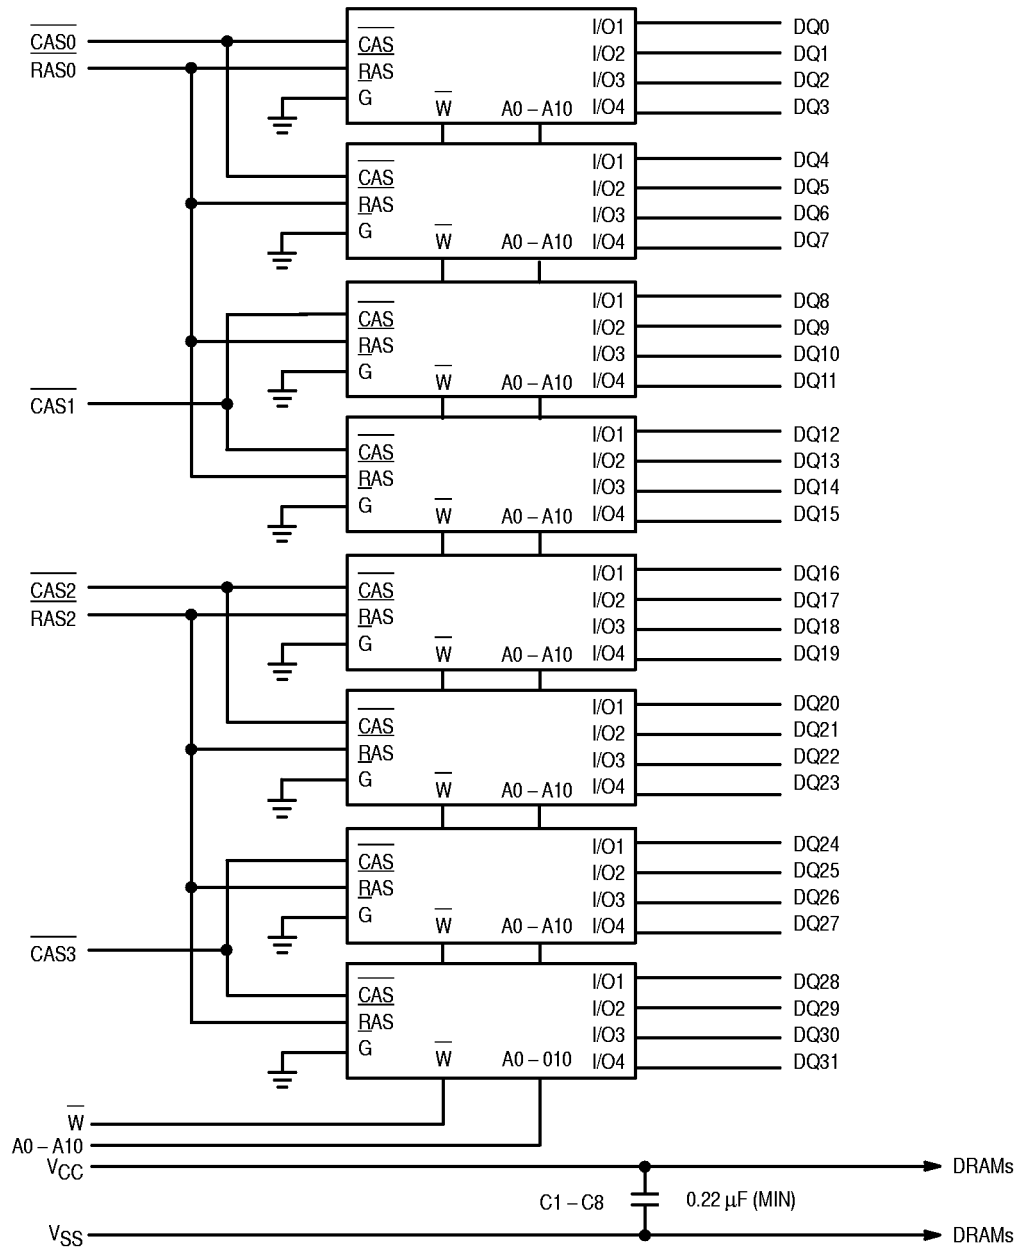 CAS0
RAS0
CAS
RAS
G
W
A0 – A10
I/O1
I/O2
I/O3
I/O4
DQ0
DQ1
DQ2
DQ3
CAS
RAS
G
W
A0 – A10
I/O1
I/O2
I/O3
I/O4
DQ4
DQ5
DQ6
DQ7
CAS1
CAS
RAS
G
W
A0 – A10
I/O1
I/O2
I/O3
I/O4
DQ8
DQ9
DQ10
DQ11
CAS
RAS
G
W
A0 – A10
I/O1
I/O2
I/O3
I/O4
DQ12
DQ13
DQ14
DQ15
CAS2
RAS2
CAS
RAS
G
W
A0 – A10
I/O1
I/O2
I/O3
I/O4
DQ16
DQ17
DQ18
DQ19
CAS
RAS
G
W
A0 – A10
I/O1
I/O2
I/O3
I/O4
DQ20
DQ21
DQ22
DQ23
CAS3
CAS
RAS
G
W
A0 – A10
I/O1
I/O2
I/O3
I/O4
DQ24
DQ25
DQ26
DQ27
CAS
RAS
G
W
A0 – 010
I/O1
I/O2
I/O3
I/O4
DQ28
DQ29
DQ30
DQ31
W
A0 – A10
VCC
DRAMs
C1 – C8
0.22 µF (MIN)
VSS
DRAMs